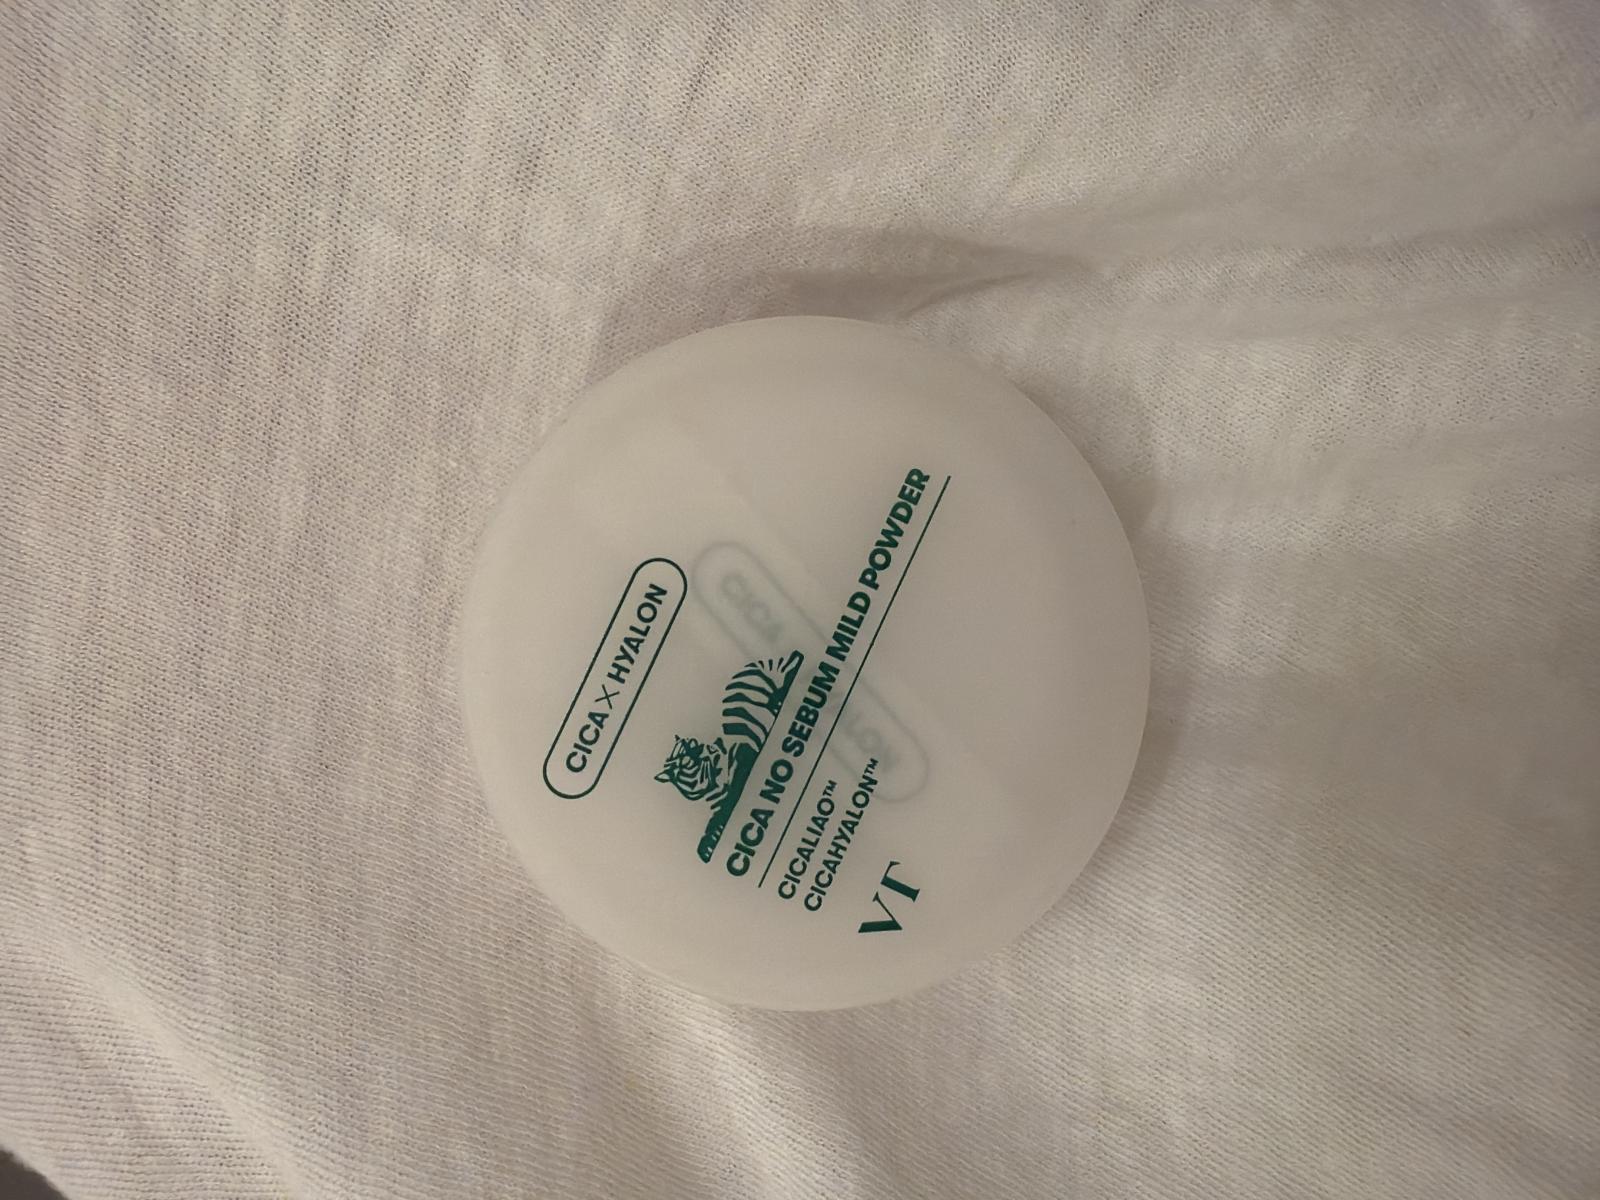 CICA X HYALON
CICA NO SEBUM MILD POWDER
CICALIAO™
CICAHYALON™
VT